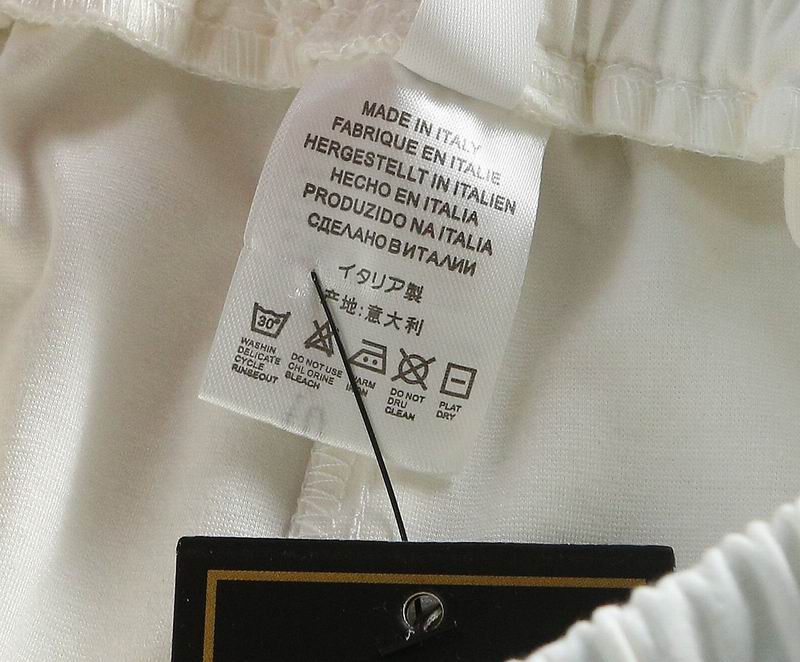 MADE IN ITALY
FABRIQUE EN ITALIE
HERGESTELLT IN ITALIEN
HECHO EN ITALIA
PRODUZIDO NA ITALIA
СДЕЛАНО В ИТАЛИИ
イタリア製
产地:意大利
30°
WASHIN
DELICATE
CYCLE
RINSEOUT
DO NOT USE
CHLORINE
BLEACH
WARM
IRON
DO NOT
DRU
CLEAN
PLAT
DRY